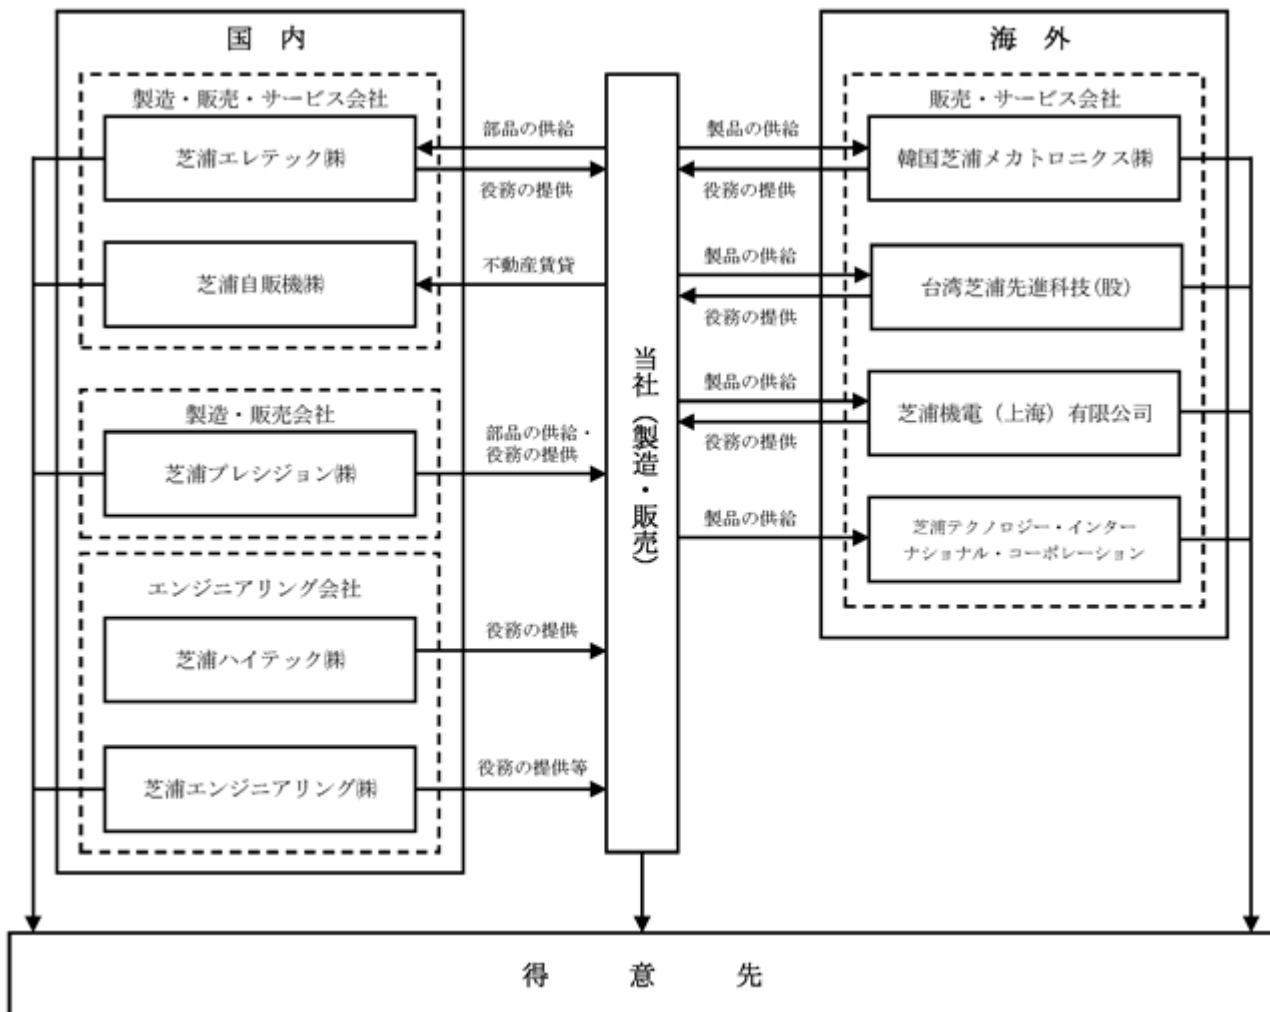 国 内
製造・販売・サービス会社
芝浦エレテック㈱
芝浦自販機㈱
製造・販売会社
芝浦プレシジョン㈱
エンジニアリング会社
芝浦ハイテック㈱
芝浦エンジニアリング㈱
部品の供給
役務の提供
不動産賃貸
部品の供給・
役務の提供
役務の提供
役務の提供等
当社（製造・販売）
製品の供給
役務の提供
製品の供給
役務の提供
製品の供給
役務の提供
製品の供給
海 外
販売・サービス会社
韓国芝浦メカトロニクス㈱
台湾芝浦先進科技(股)
芝浦機電（上海）有限公司
芝浦テクノロジー・インター
ナショナル・コーポレーション
得 意 先